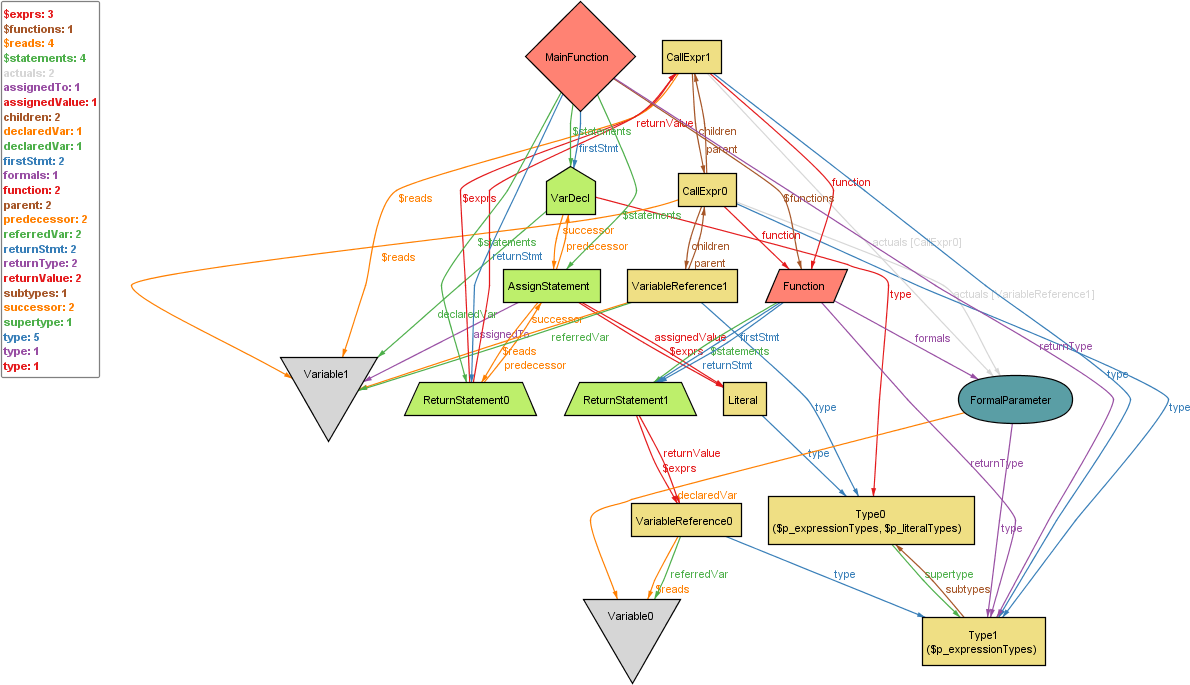 $exprs: 3
$functions: 1
$reads: 4
$statements: 4
actuals: 2
assignedTo: 1
assignedValue: 1
children: 2
declaredVar: 1
declaredVar: 1
firstStmt: 2
formals: 1
function: 2
parent: 2
predecessor: 2
referredVar: 2
returnStmt: 2
returnType: 2
returnValue: 2
subtypes: 1
successor: 2
supertype: 1
type: 5
type: 1
type: 1
MainFunction
CallExpr1
returnValue
children
$statements
firstStmt
parent
function
VarDecl
CallExpr0
$reads
$exprs
$functions
$statements
successor
function
$statements
predecessor
children
actuals [CallExpr0]
returnStmt
$reads
parent
AssignStatement
VariableReference1
Function
type
actuals [VariableReference1]
declaredVar
successor
assignedTo
referredVar
assignedValue
firstStmt
formals
returnType
$reads
$exprs
$statements
predecessor
returnStmt
Variable1
type
ReturnStatement0
ReturnStatement1
Literal
FormalParameter
type
type
returnValue
type
returnType
$exprs
declaredVar
VariableReference0
Type0
($p_expressionTypes, $p_literalTypes)
type
referredVar
type
supertype
$reads
subtypes
Variable0
Type1
($p_expressionTypes)